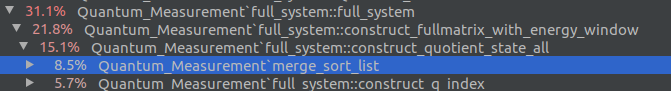 31.1% Quantum_Measurement`full_system::full_system
21.8% Quantum_Measurement`full_system::construct_fullmatrix_with_energy_window
15.1% Quantum_Measurement`full_system::construct_quotient_state_all
8.5% Quantum_Measurement`merge_sort_list
5.7% Quantum_Measurement`full_system::construct_q_index